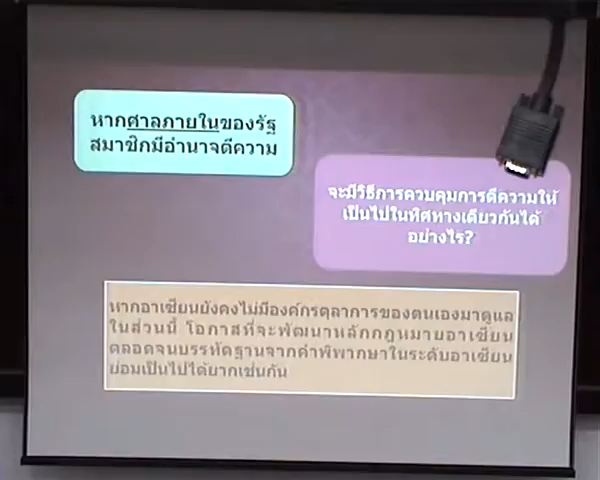 หากศาลภายในของรัฐ
สมาชิกมีอำนาจตีความ
จะมีวิธีการควบคุมการตีความให้
เป็นไปในทิศทางเดียวกันได้
อย่างไร?
หากอาเซียนยังคงไม่มีองค์กรตุลาการของตนเองมาดูแล
ในส่วนนี้ โอกาสที่จะพัฒนาหลักกฎหมายอาเซียน
ตลอดจนบรรทัดฐานจากคำพิพากษาในระดับอาเซียน
ย่อมเป็นไปได้ยากเช่นกัน